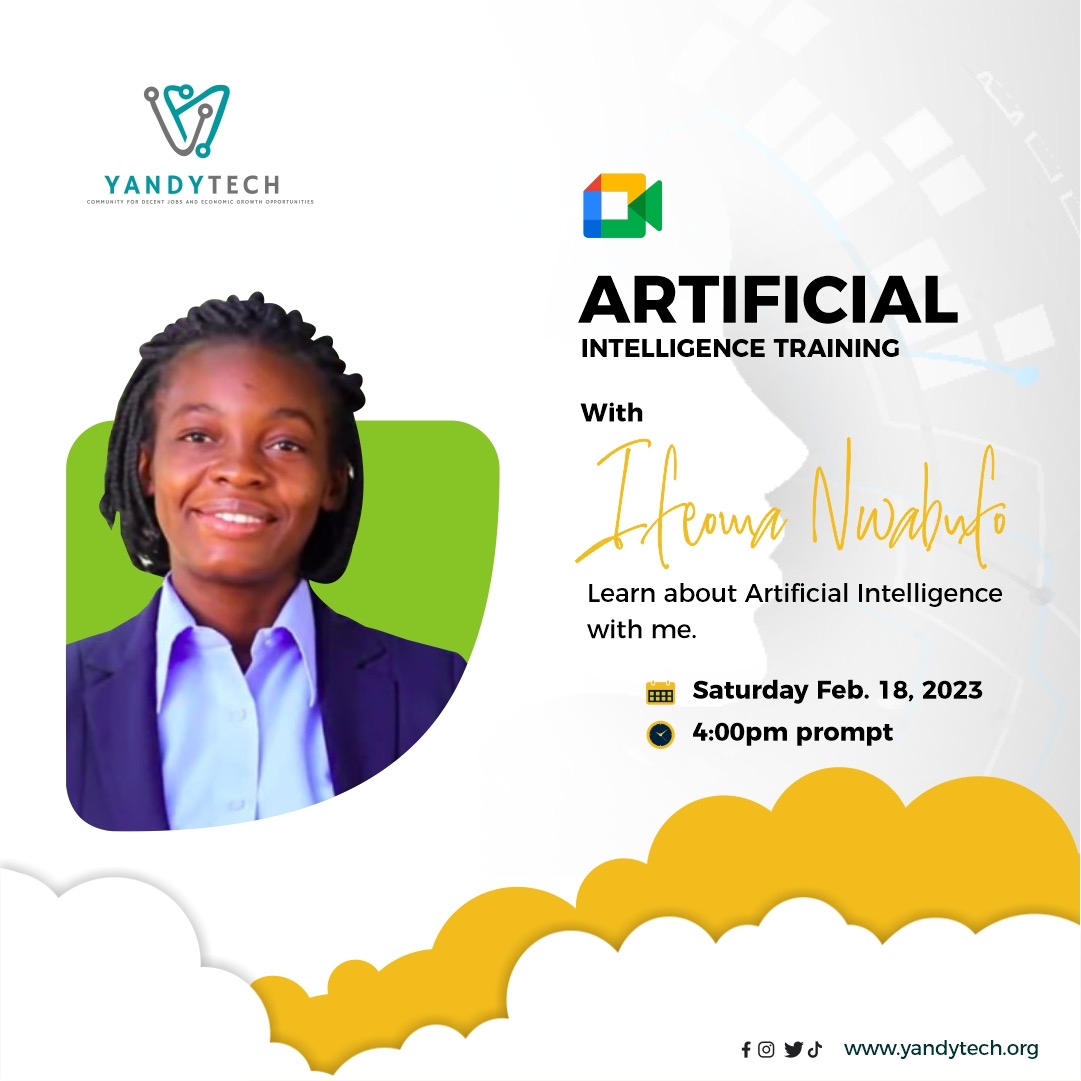 YANDYTECH
COMMUNITY FOR DECENT JOBS AND ECONOMIC GROWTH OPPORTUNITIES
ARTIFICIAL
INTELLIGENCE TRAINING
With
Ifeoma Nwabufo
Learn about Artificial Intelligence
with me.
Saturday Feb. 18, 2023
4:00pm prompt
www.yandytech.org